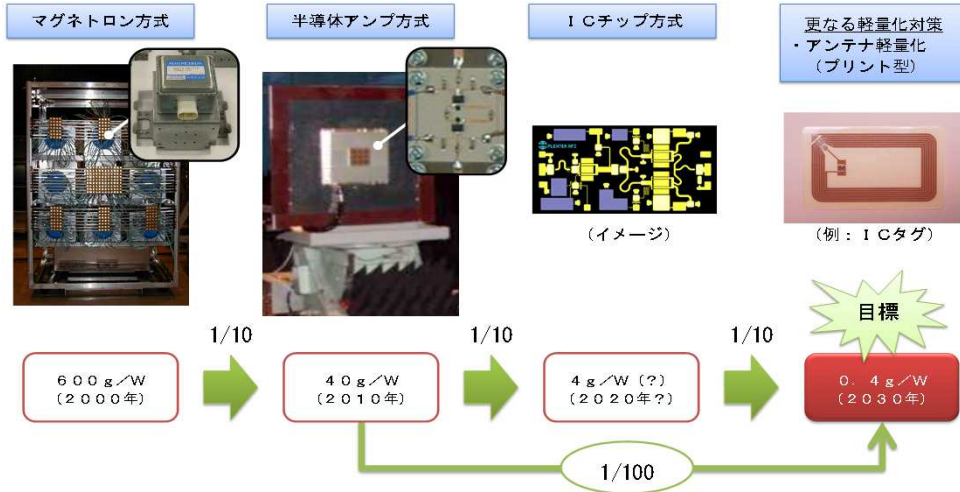 マグネトロン方式
半導体アンプ方式
ICチップ方式
更なる軽量化対策
・アンテナ軽量化
(プリント型)
(イメージ)
(例:ICタグ)
目標
1/10
1/10
1/10
600g/W
(2000年)
40g/W
(2010年)
4g/W(?)
(2020年?)
0.4g/W
(2030年)
1/100